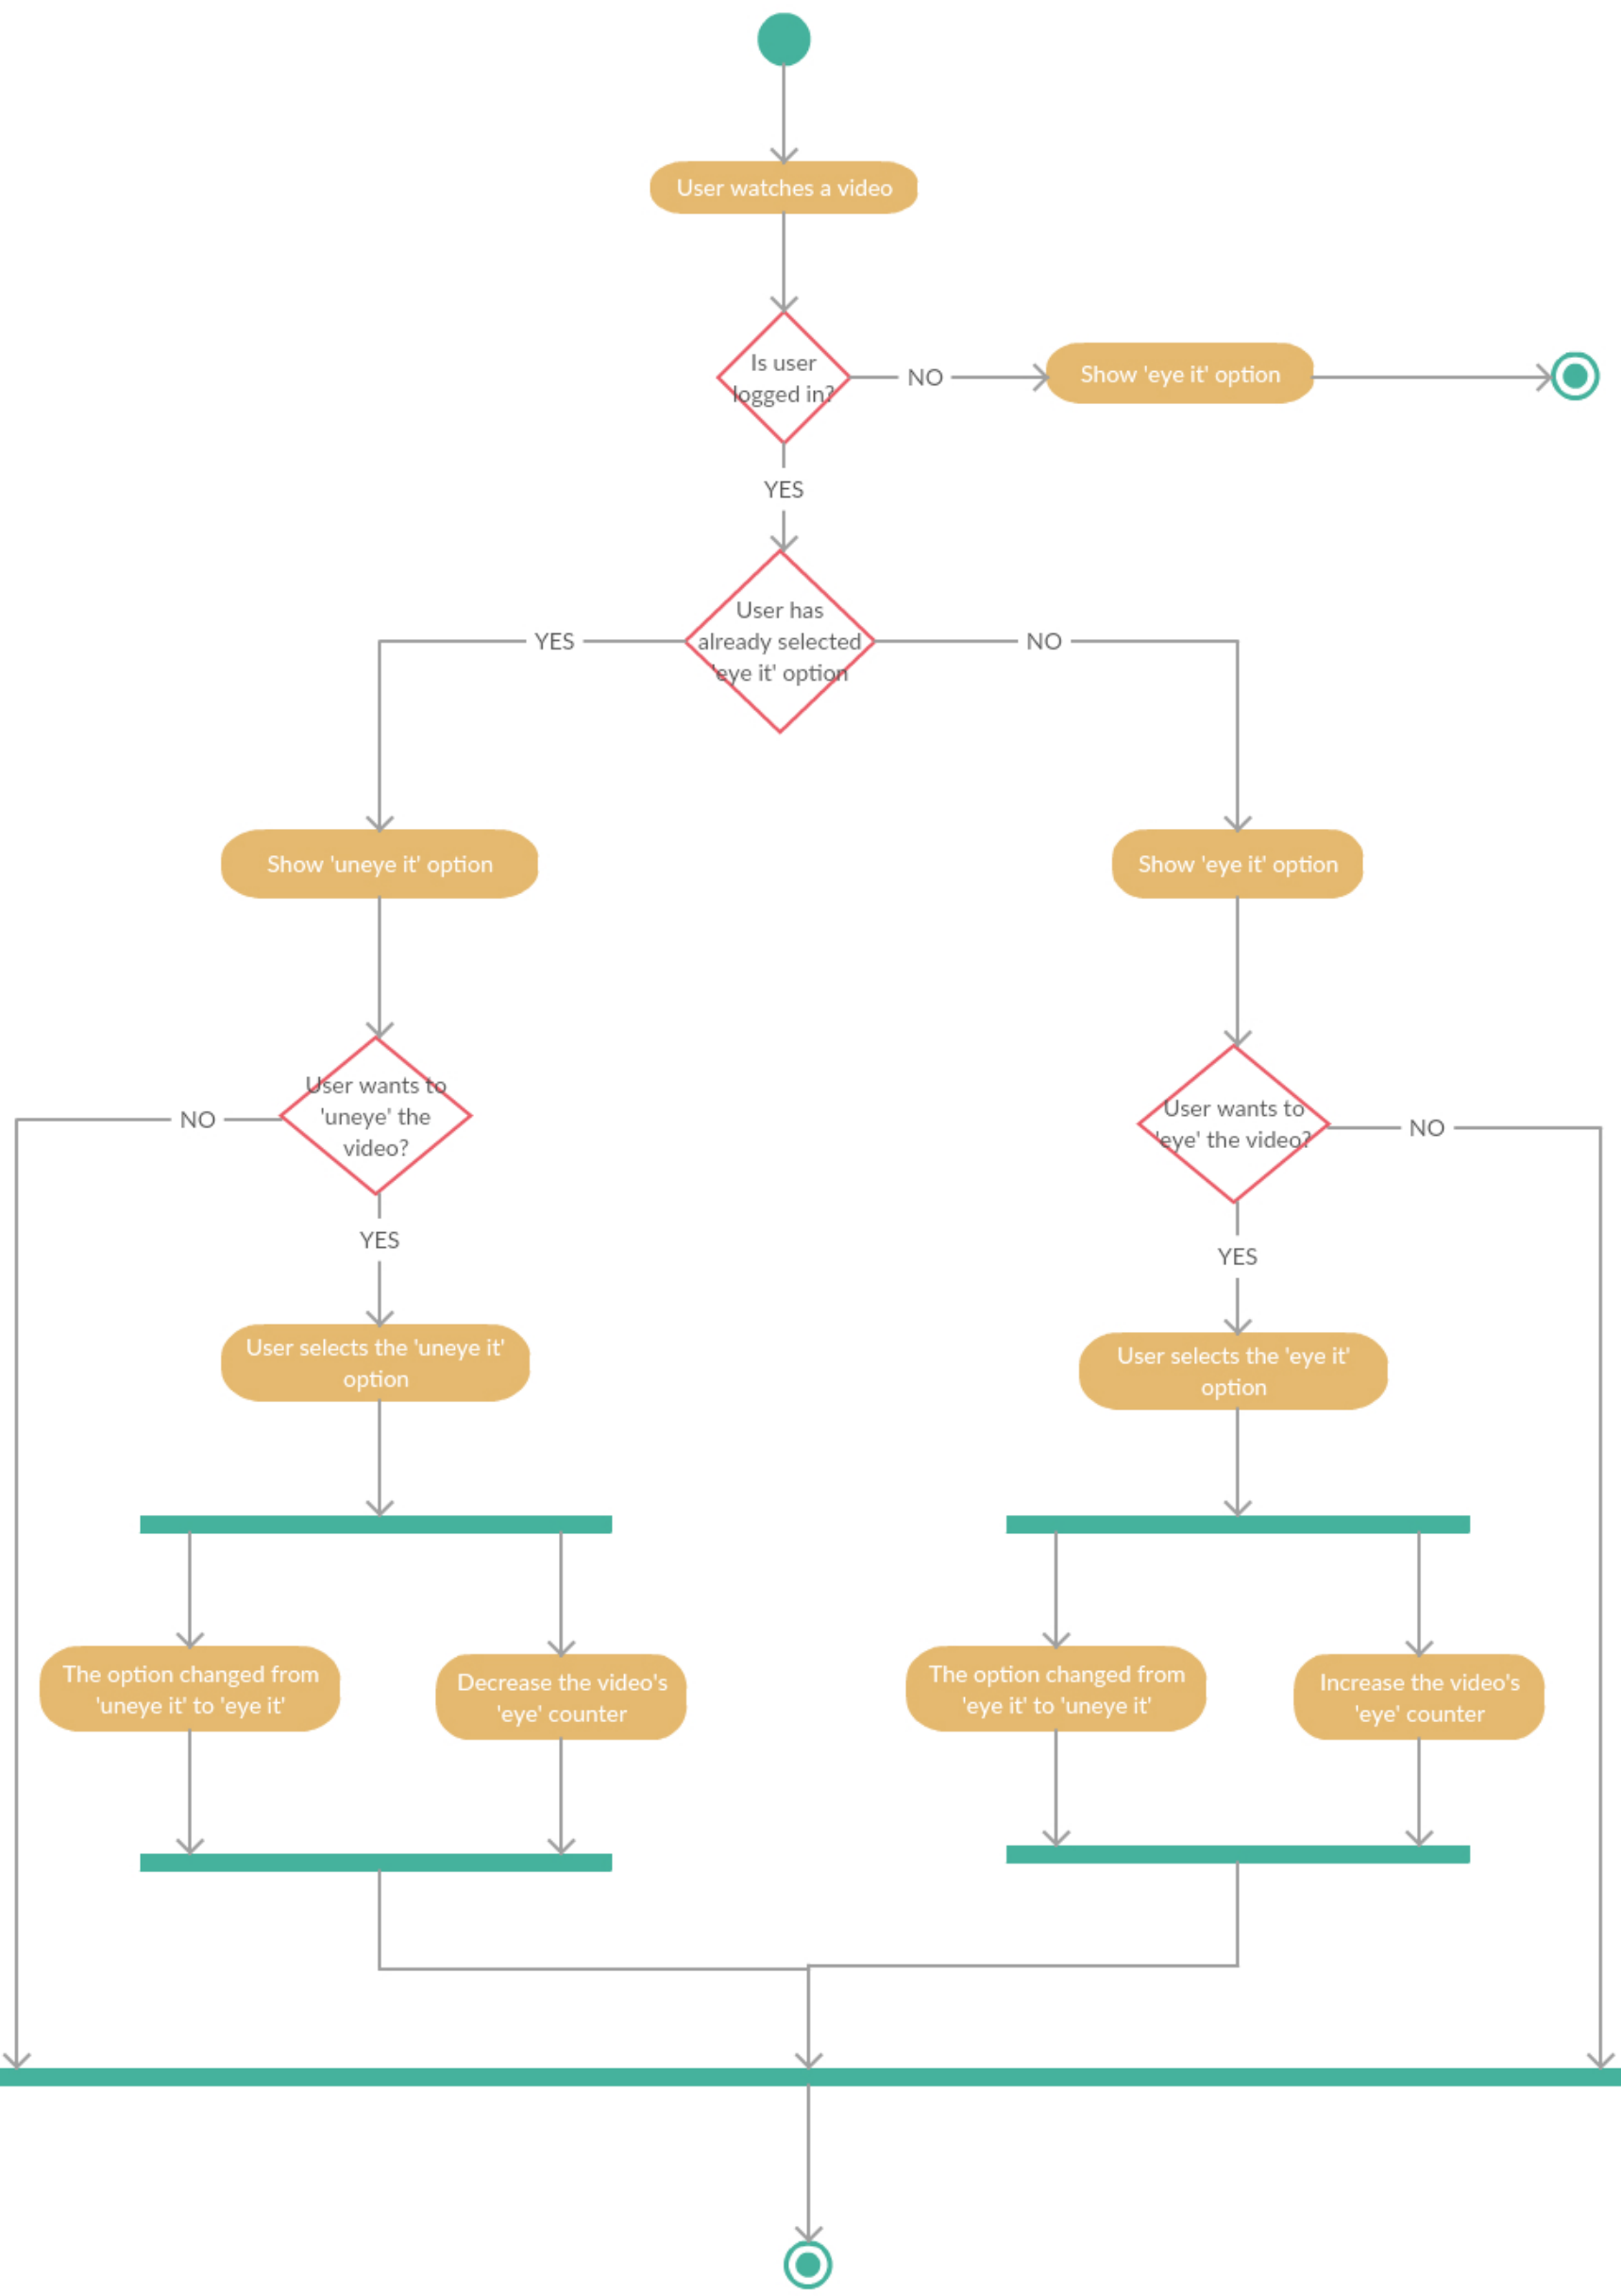 User watches a video
Is user
logged in?
NO
Show 'eye it' option
YES
User has
already selected
'eye it' option
YES
NO
Show 'uneye it' option
Show 'eye it' option
User wants to
'uneye' the
video?
NO
User wants to
'eye' the video?
NO
YES
YES
User selects the 'uneye it'
option
User selects the 'eye it'
option
The option changed from
'uneye it' to 'eye it'
Decrease the video's
'eye' counter
The option changed from
'eye it' to 'uneye it'
Increase the video's
'eye' counter